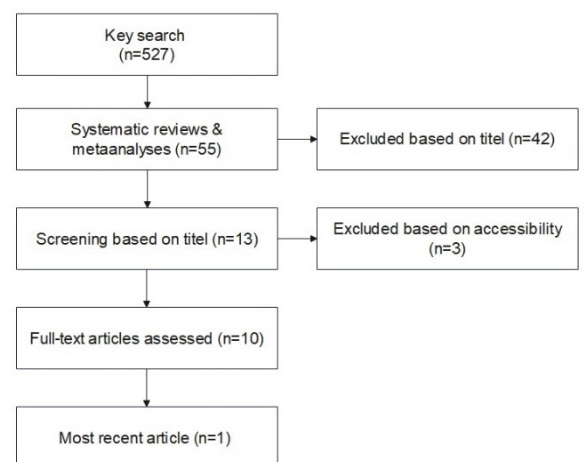 Key search
(n=527)
Systematic reviews &
metaanalyses (n=55)
Excluded based on titel (n=42)
Screening based on titel (n=13)
Excluded based on accessibility
(n=3)
Full-text articles assessed (n=10)
Most recent article (n=1)